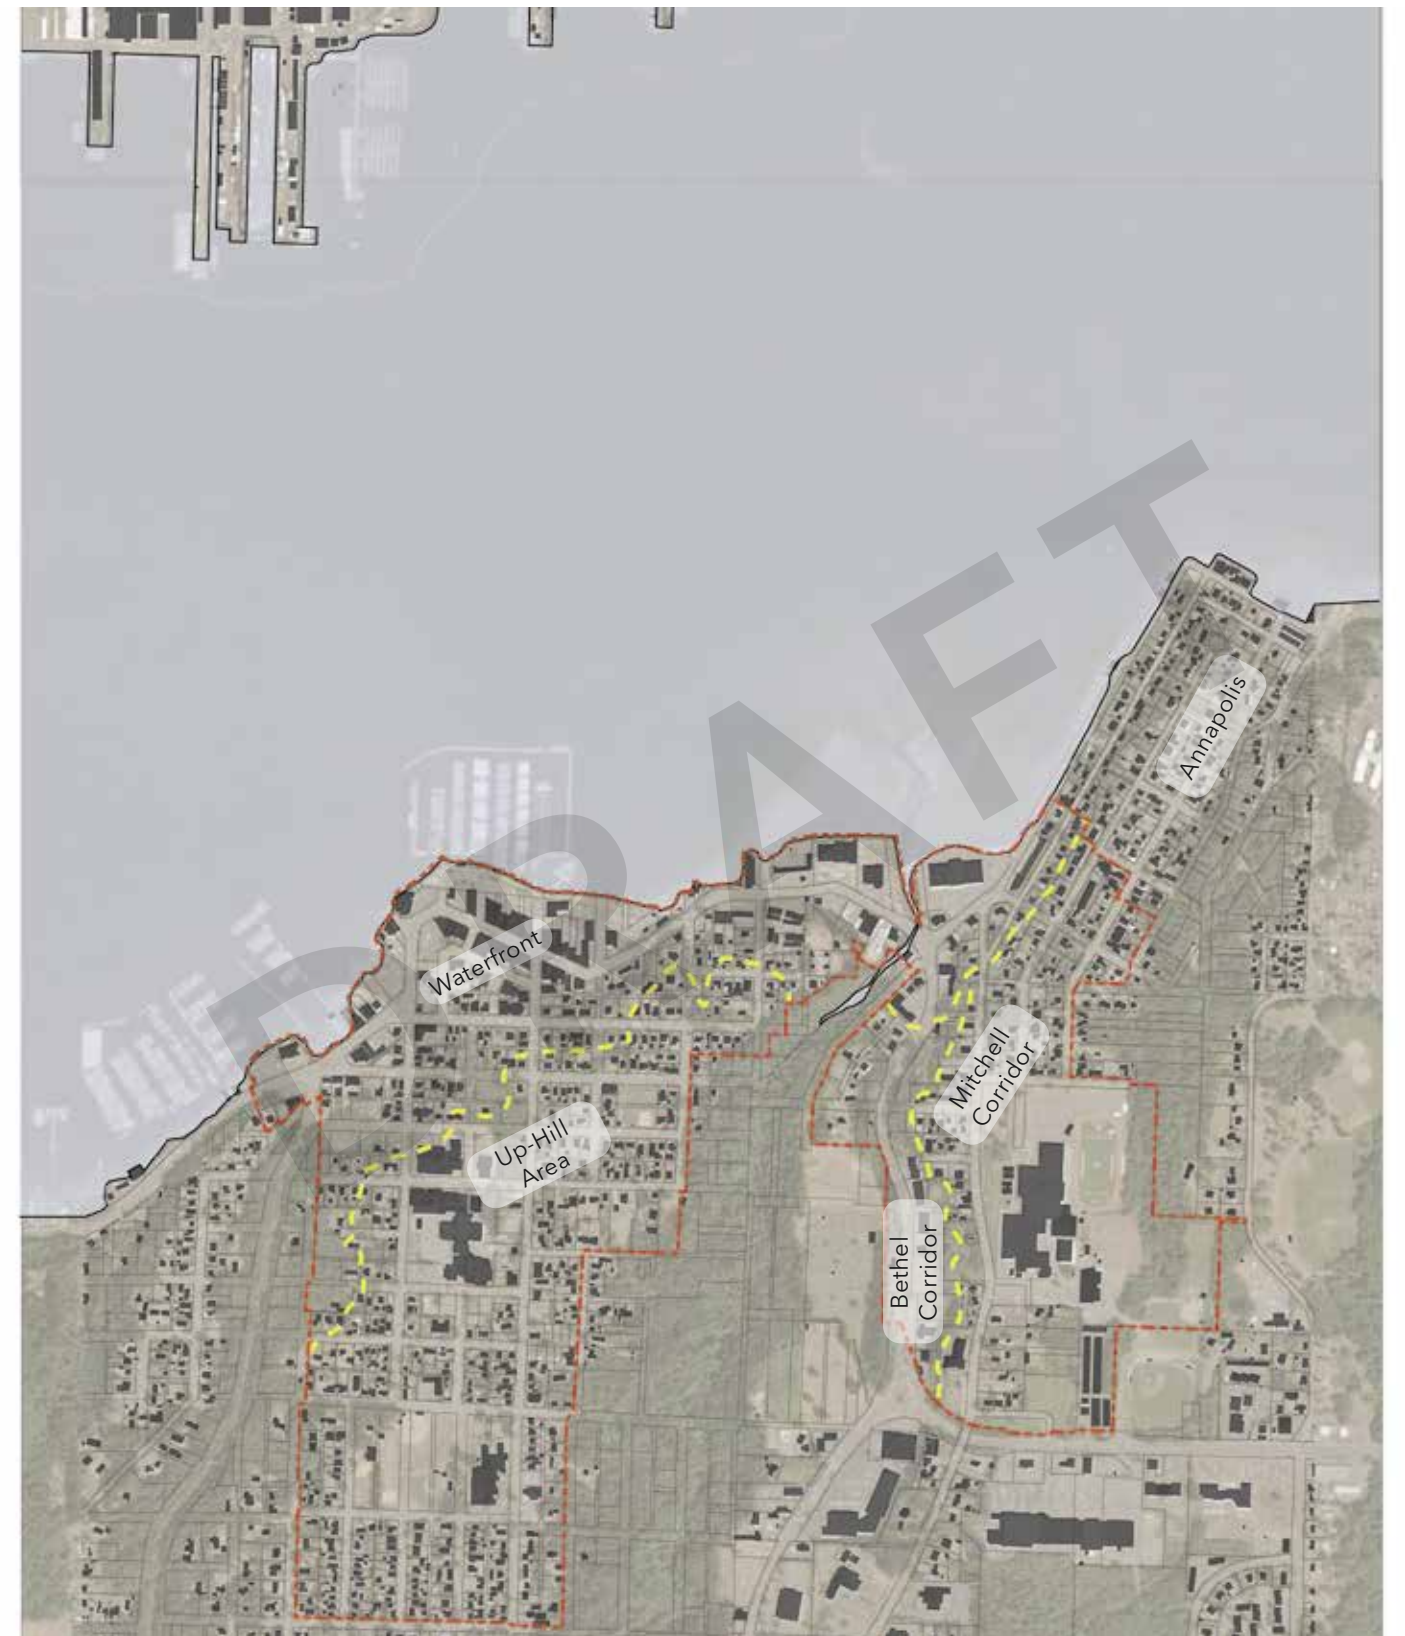 DRAFT
Annapolis
Waterfront
Mitchell
Corridor
Up-Hill
Area
Bethel
Corridor